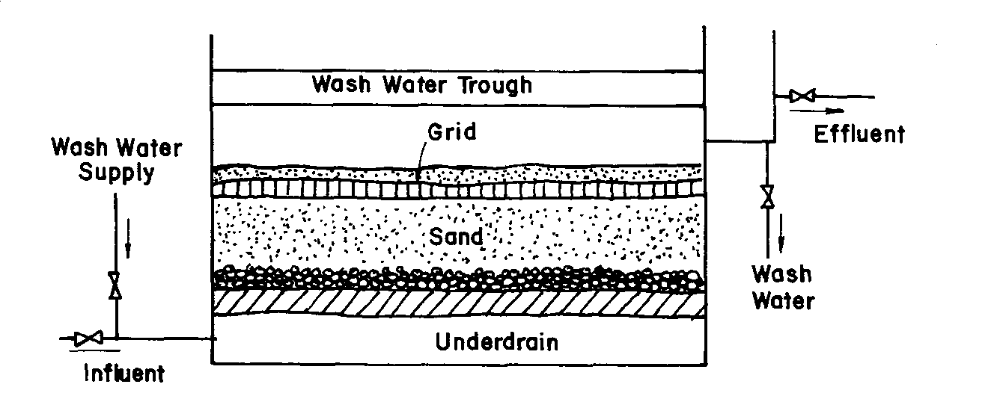 Wash Water Trough
Grid
Effluent
Wash Water
Supply
Sand
Wash
Water
Underdrain
Influent